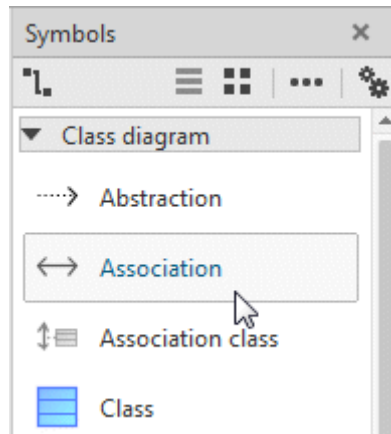 Symbols
Class diagram
Abstraction
Association
Association class
Class